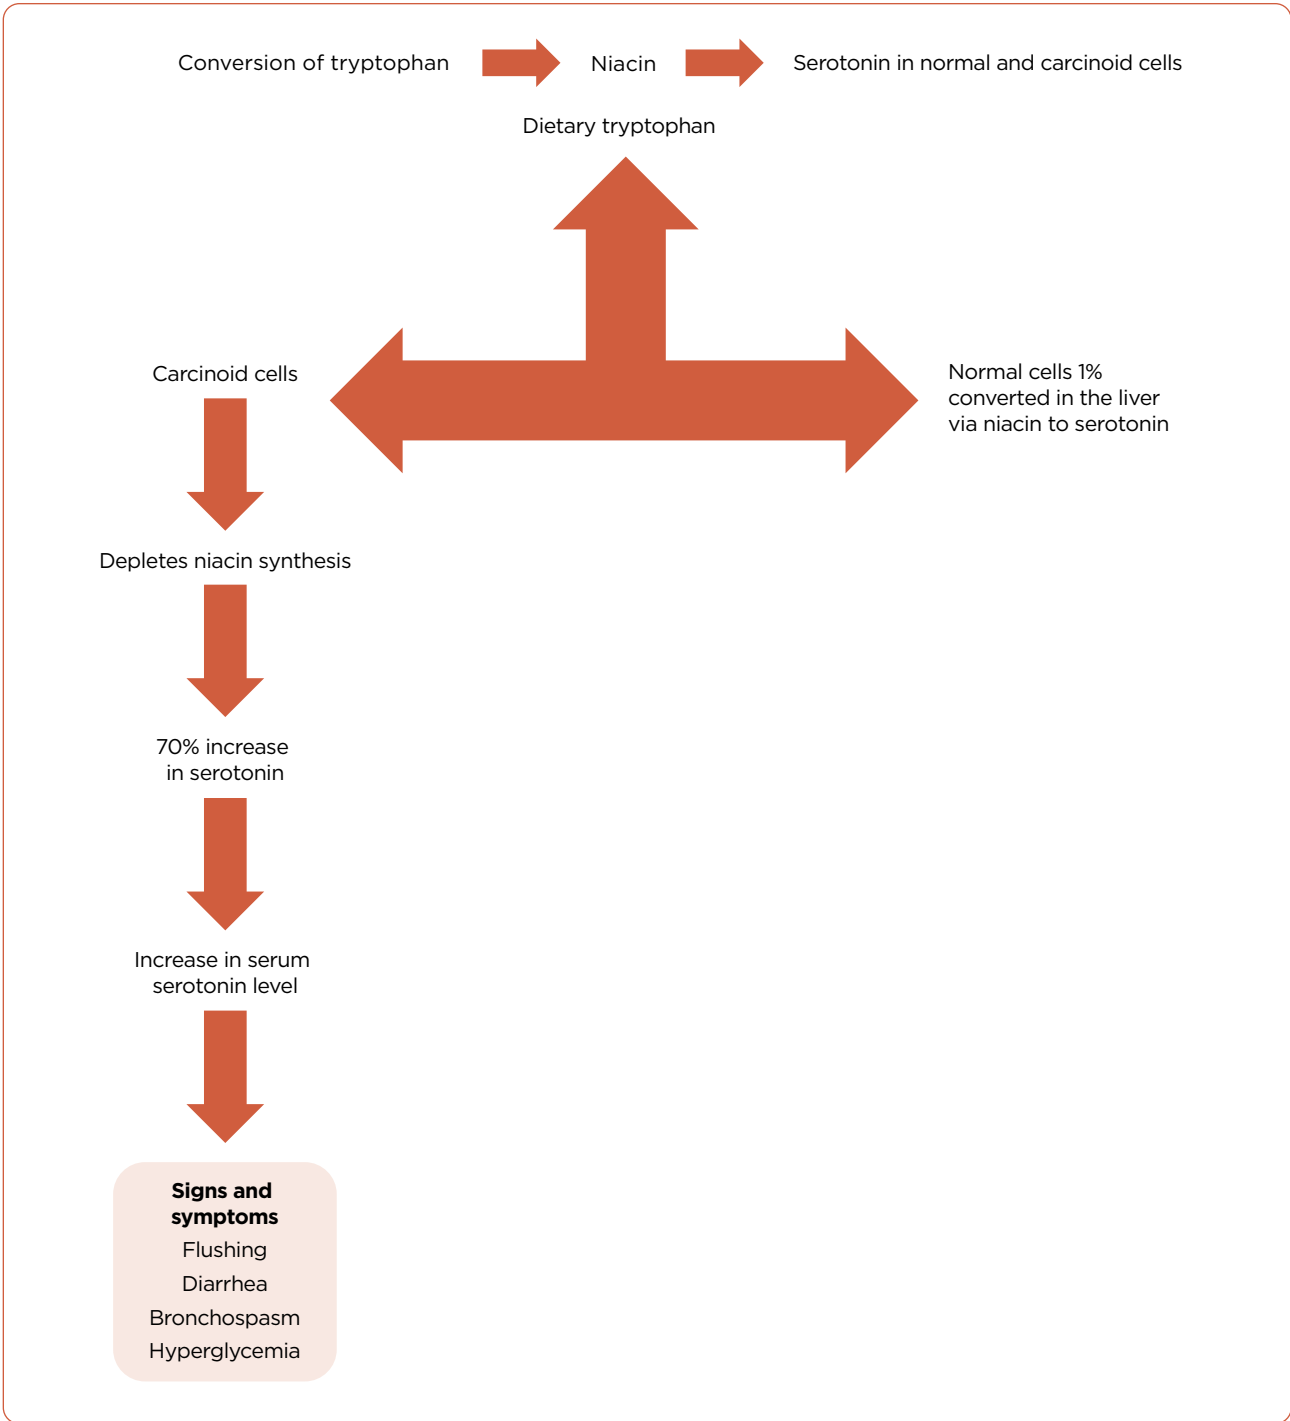 Conversion of tryptophan
Niacin
Serotonin in normal and carcinoid cells
Dietary tryptophan
Carcinoid cells
Normal cells 1%
converted in the liver
via niacin to serotonin
Depletes niacin synthesis
70% increase
in serotonin
Increase in serum
serotonin level
Signs and
symptoms
Flushing
Diarrhea
Bronchospasm
Hyperglycemia